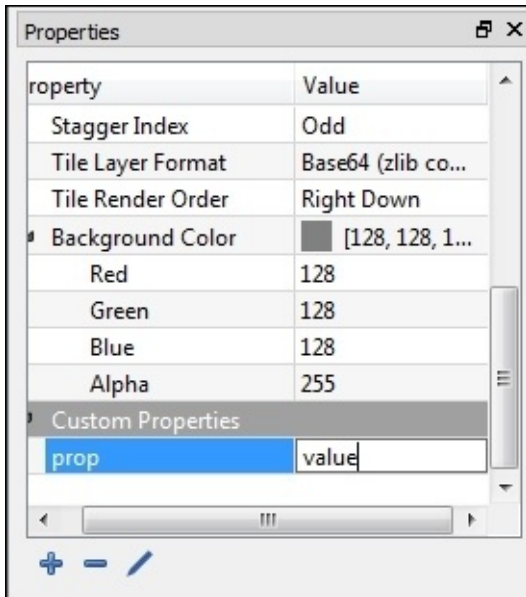 Properties
roperty Value
Stagger Index Odd
Tile Layer Format Base64 (zlib co...
Tile Render Order Right Down
Background Color [128, 128, 1...
Red 128
Green 128
Blue 128
Alpha 255
Custom Properties
prop value